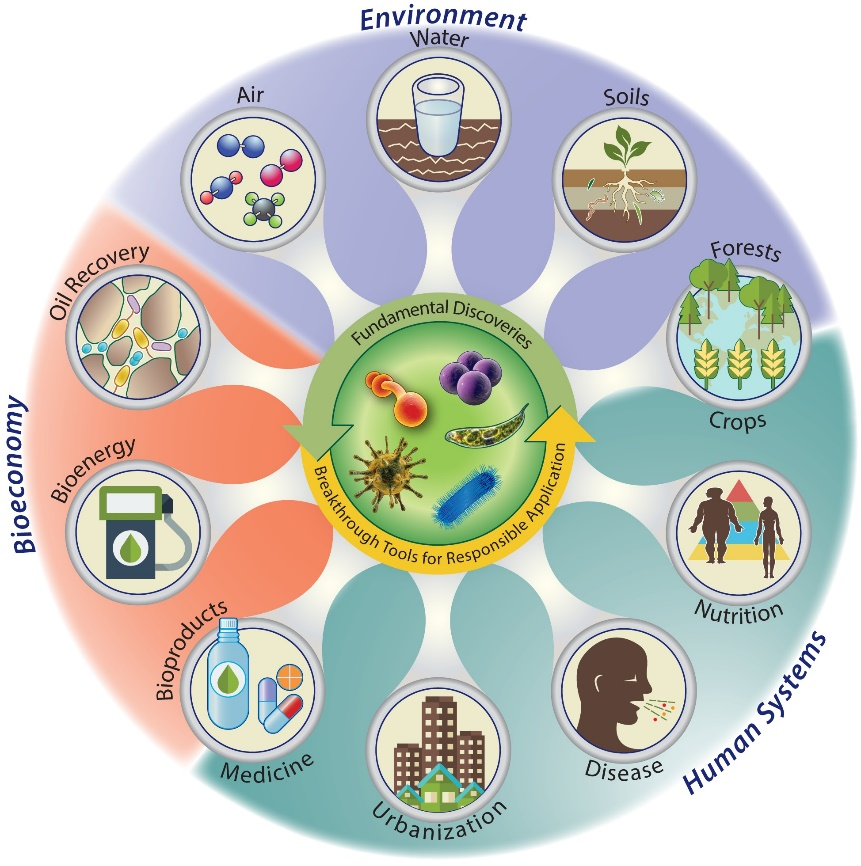 Environment
Water
Air
Soils
Oil Recovery
Forests
Fundamental Discoveries
Crops
Bioeconomy
Bioenergy
Breakthrough Tools for Responsible Application
Nutrition
Bioproducts
Human Systems
Medicine
Disease
Urbanization